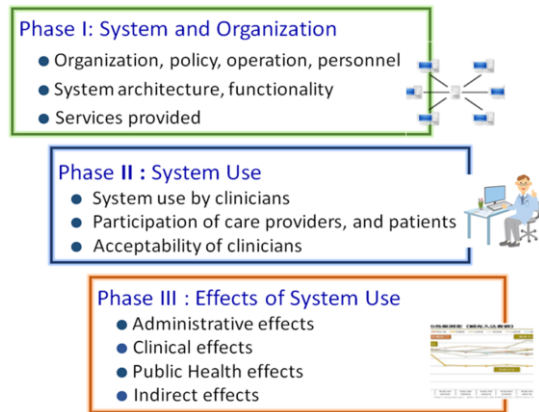 Phase I: System and Organization
● Organization, policy, operation, personnel
● System architecture, functionality
● Services provided
Phase II : System Use
● System use by clinicians
● Participation of care providers, and patients
● Acceptability of clinicians
Phase III : Effects of System Use
● Administrative effects
● Clinical effects
● Public Health effects
● Indirect effects